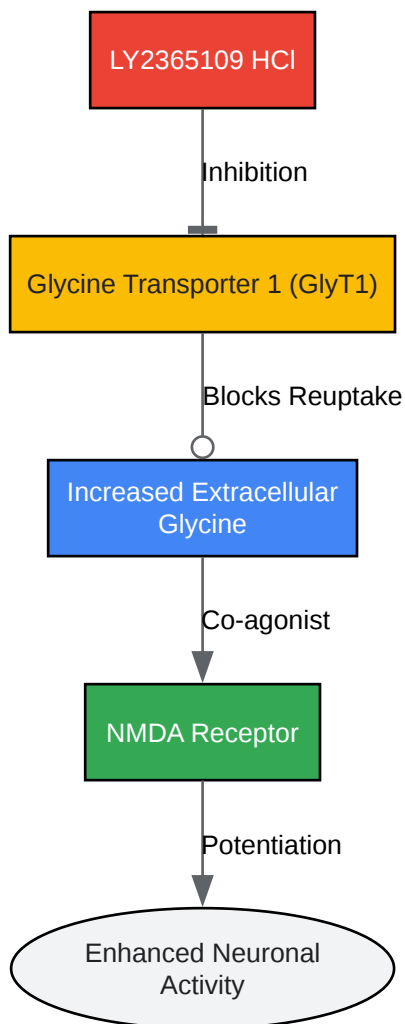 LY2365109 HCl
Inhibition
Glycine Transporter 1 (GlyT1)
Blocks Reuptake
Increased Extracellular
Glycine
Co-agonist
NMDA Receptor
Potentiation
Enhanced Neuronal
Activity